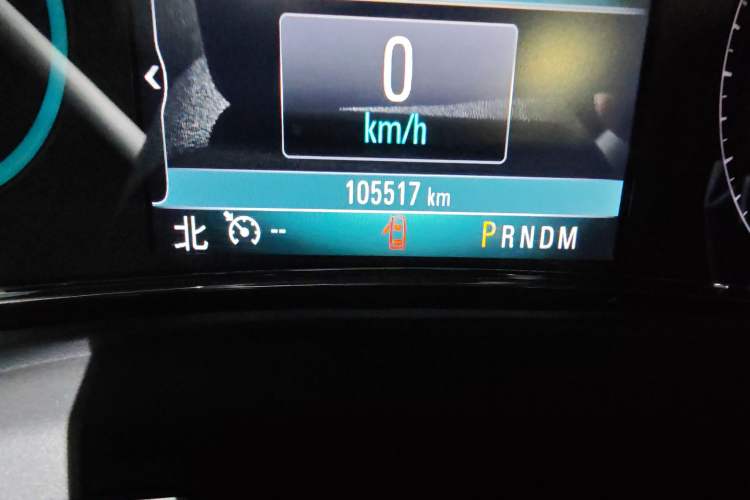 0
km/h
105517 km
北 -- PRNDM